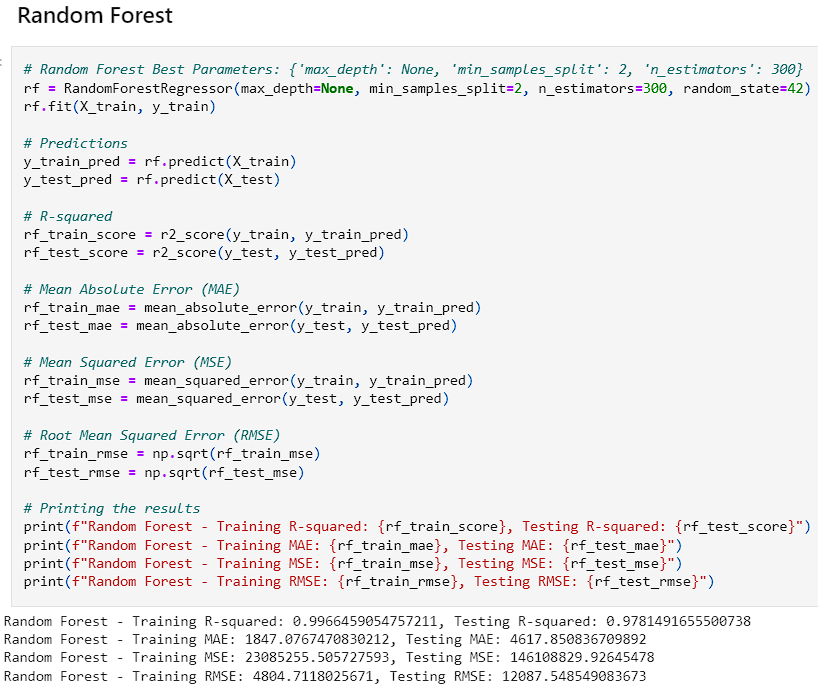 Random Forest
# Random Forest Best Parameters: {'max_depth': None, 'min_samples_split': 2, 'n_estimators': 300}
rf = RandomForestRegressor(max_depth=None, min_samples_split=2, n_estimators=300, random_state=42)
rf.fit(X_train, y_train)
# Predictions
y_train_pred = rf.predict(X_train)
y_test_pred = rf.predict(X_test)
# R-squared
rf_train_score = r2_score(y_train, y_train_pred)
rf_test_score = r2_score(y_test, y_test_pred)
# Mean Absolute Error (MAE)
rf_train_mae = mean_absolute_error(y_train, y_train_pred)
rf_test_mae = mean_absolute_error(y_test, y_test_pred)
# Mean Squared Error (MSE)
rf_train_mse = mean_squared_error(y_train, y_train_pred)
rf_test_mse = mean_squared_error(y_test, y_test_pred)
# Root Mean Squared Error (RMSE)
rf_train_rmse = np.sqrt(rf_train_mse)
rf_test_rmse = np.sqrt(rf_test_mse)
# Printing the results
print(f"Random Forest - Training R-squared: {rf_train_score}, Testing R-squared: {rf_test_score}")
print(f"Random Forest - Training MAE: {rf_train_mae}, Testing MAE: {rf_test_mae}")
print(f"Random Forest - Training MSE: {rf_train_mse}, Testing MSE: {rf_test_mse}")
print(f"Random Forest - Training RMSE: {rf_train_rmse}, Testing RMSE: {rf_test_rmse}")
Random Forest - Training R-squared: 0.9966459054757211, Testing R-squared: 0.9781491655500738
Random Forest - Training MAE: 1847.0767470830212, Testing MAE: 4617.850836709892
Random Forest - Training MSE: 23085255.505727593, Testing MSE: 146108829.92645478
Random Forest - Training RMSE: 4804.7118025671, Testing RMSE: 12087.548549083673